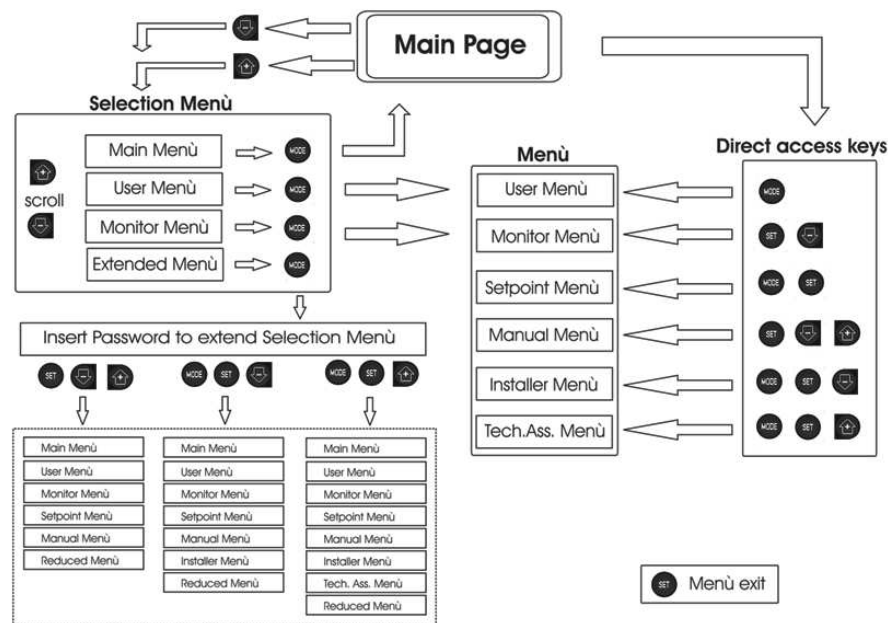 Main Page
Selection Menù
Main Menù
MODE
User Menù
MODE
scroll
Monitor Menù
MODE
Extended Menù
MODE
Insert Password to extend Selection Menù
SET
MODE SET
MODE SET
Main Menù
User Menù
Monitor Menù
Setpoint Menù
Manual Menù
Reduced Menù
Main Menù
User Menù
Monitor Menù
Setpoint Menù
Manual Menù
Installer Menù
Reduced Menù
Main Menù
User Menù
Monitor Menù
Setpoint Menù
Manual Menù
Installer Menù
Tech. Ass. Menù
Reduced Menù
Menù
User Menù
Monitor Menù
Setpoint Menù
Manual Menù
Installer Menù
Tech.Ass. Menù
Direct access keys
MODE
SET
MODE SET
SET
MODE SET
MODE SET
SET Menù exit